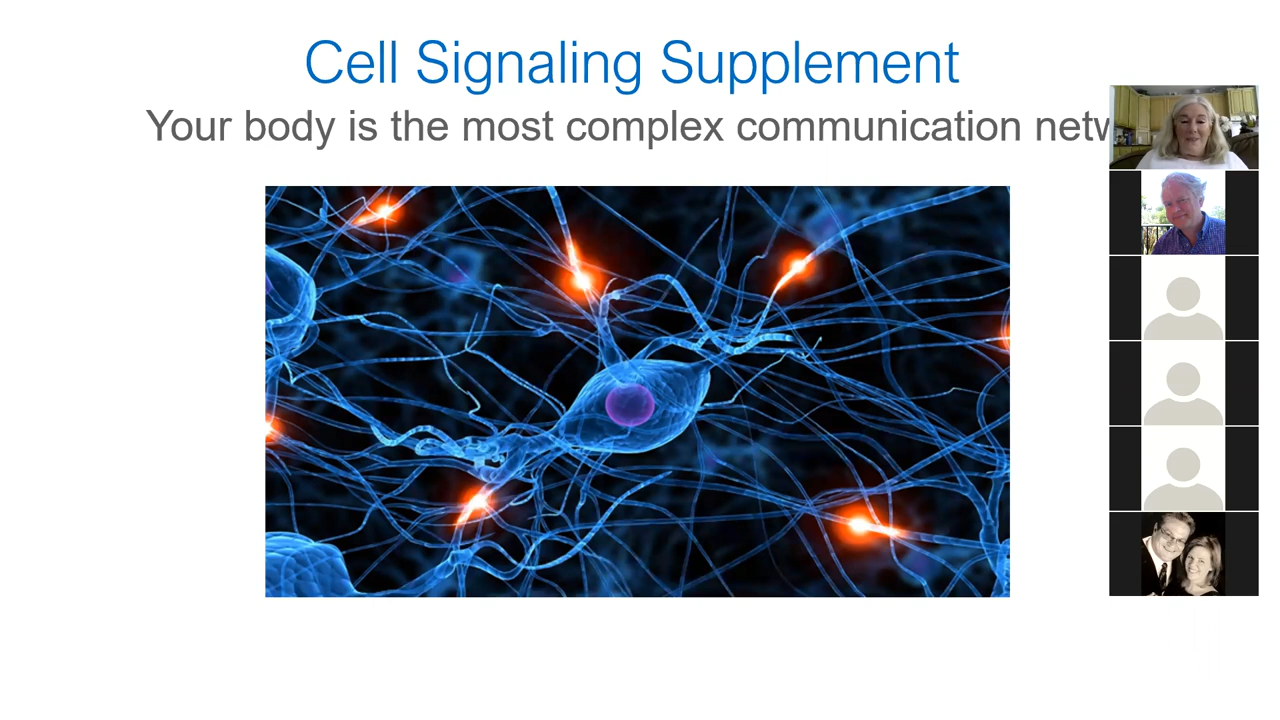 Cell Signaling Supplement
Your body is the most complex communication netw